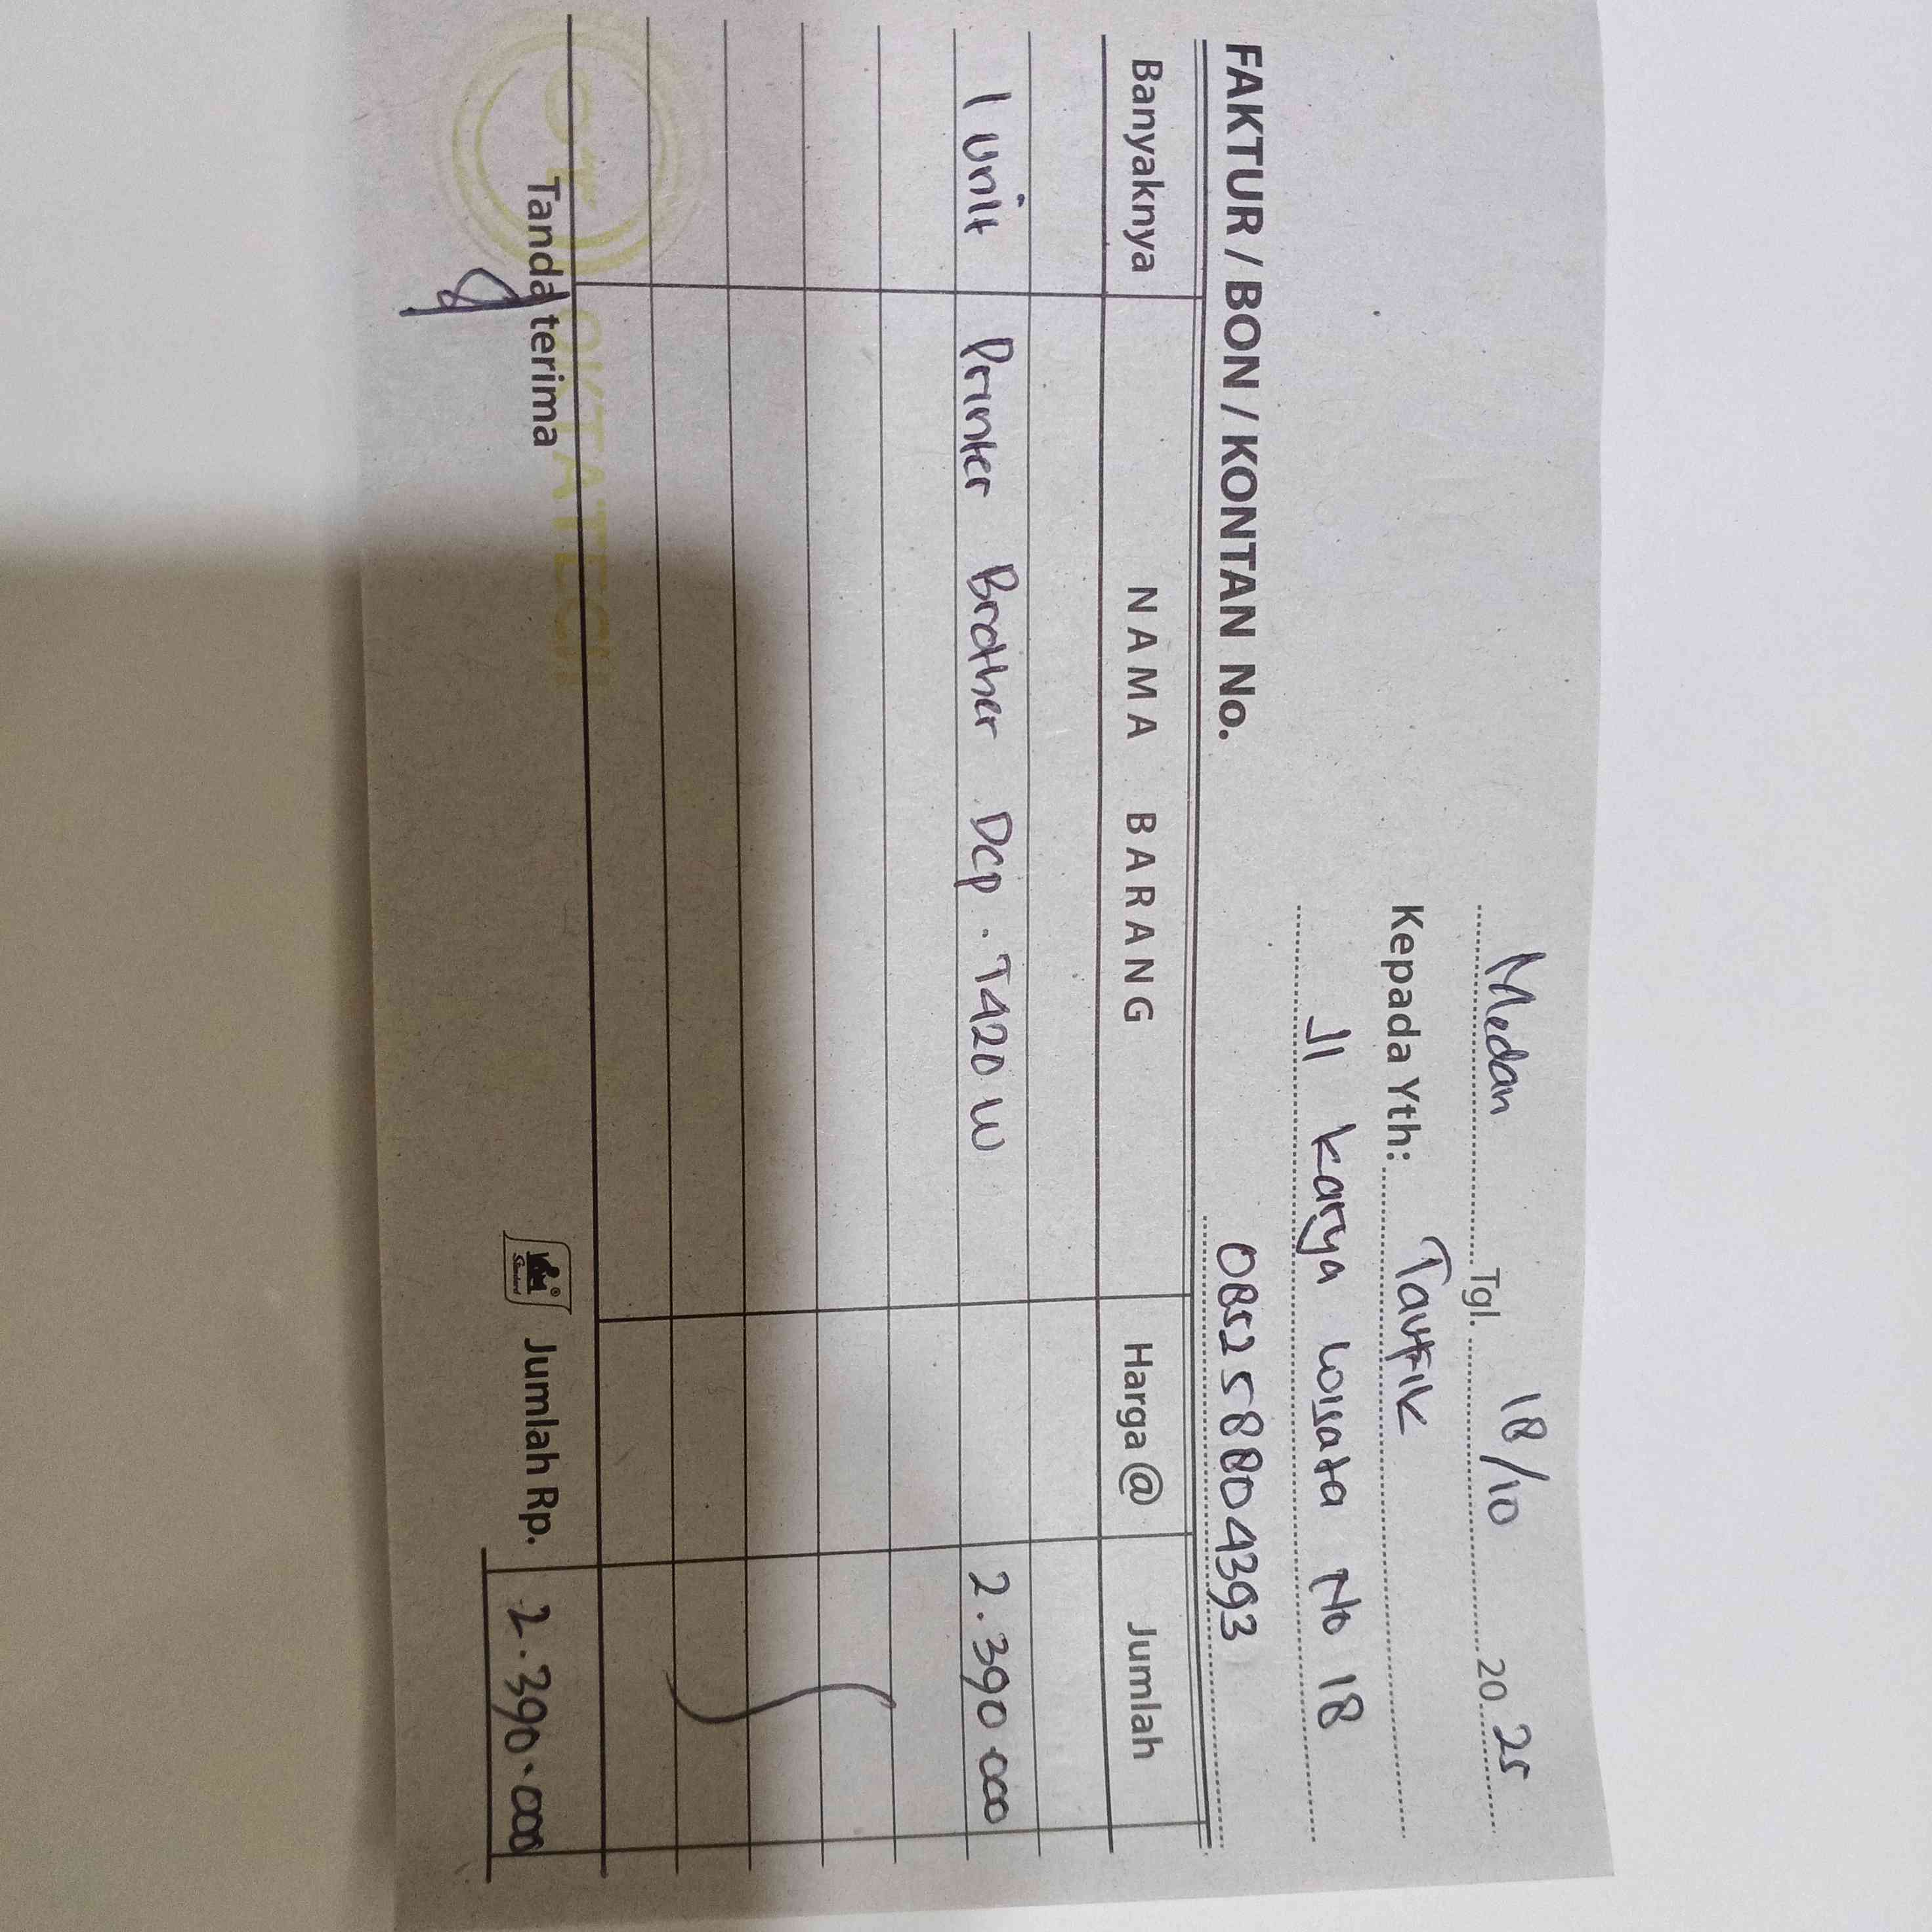 Medan Tgl. 18/10 20 25
Kepada Yth: Taufik
Jl Karya Wisata No 18
085258804393
FAKTUR / BON / KONTAN No.
Banyaknya NAMA BARANG Harga @ Jumlah
1 Unit Printer Brother Dcp. T420 W 2.390.000
OT OKTATECH
Tanda terima Jumlah Rp. 2.390.000